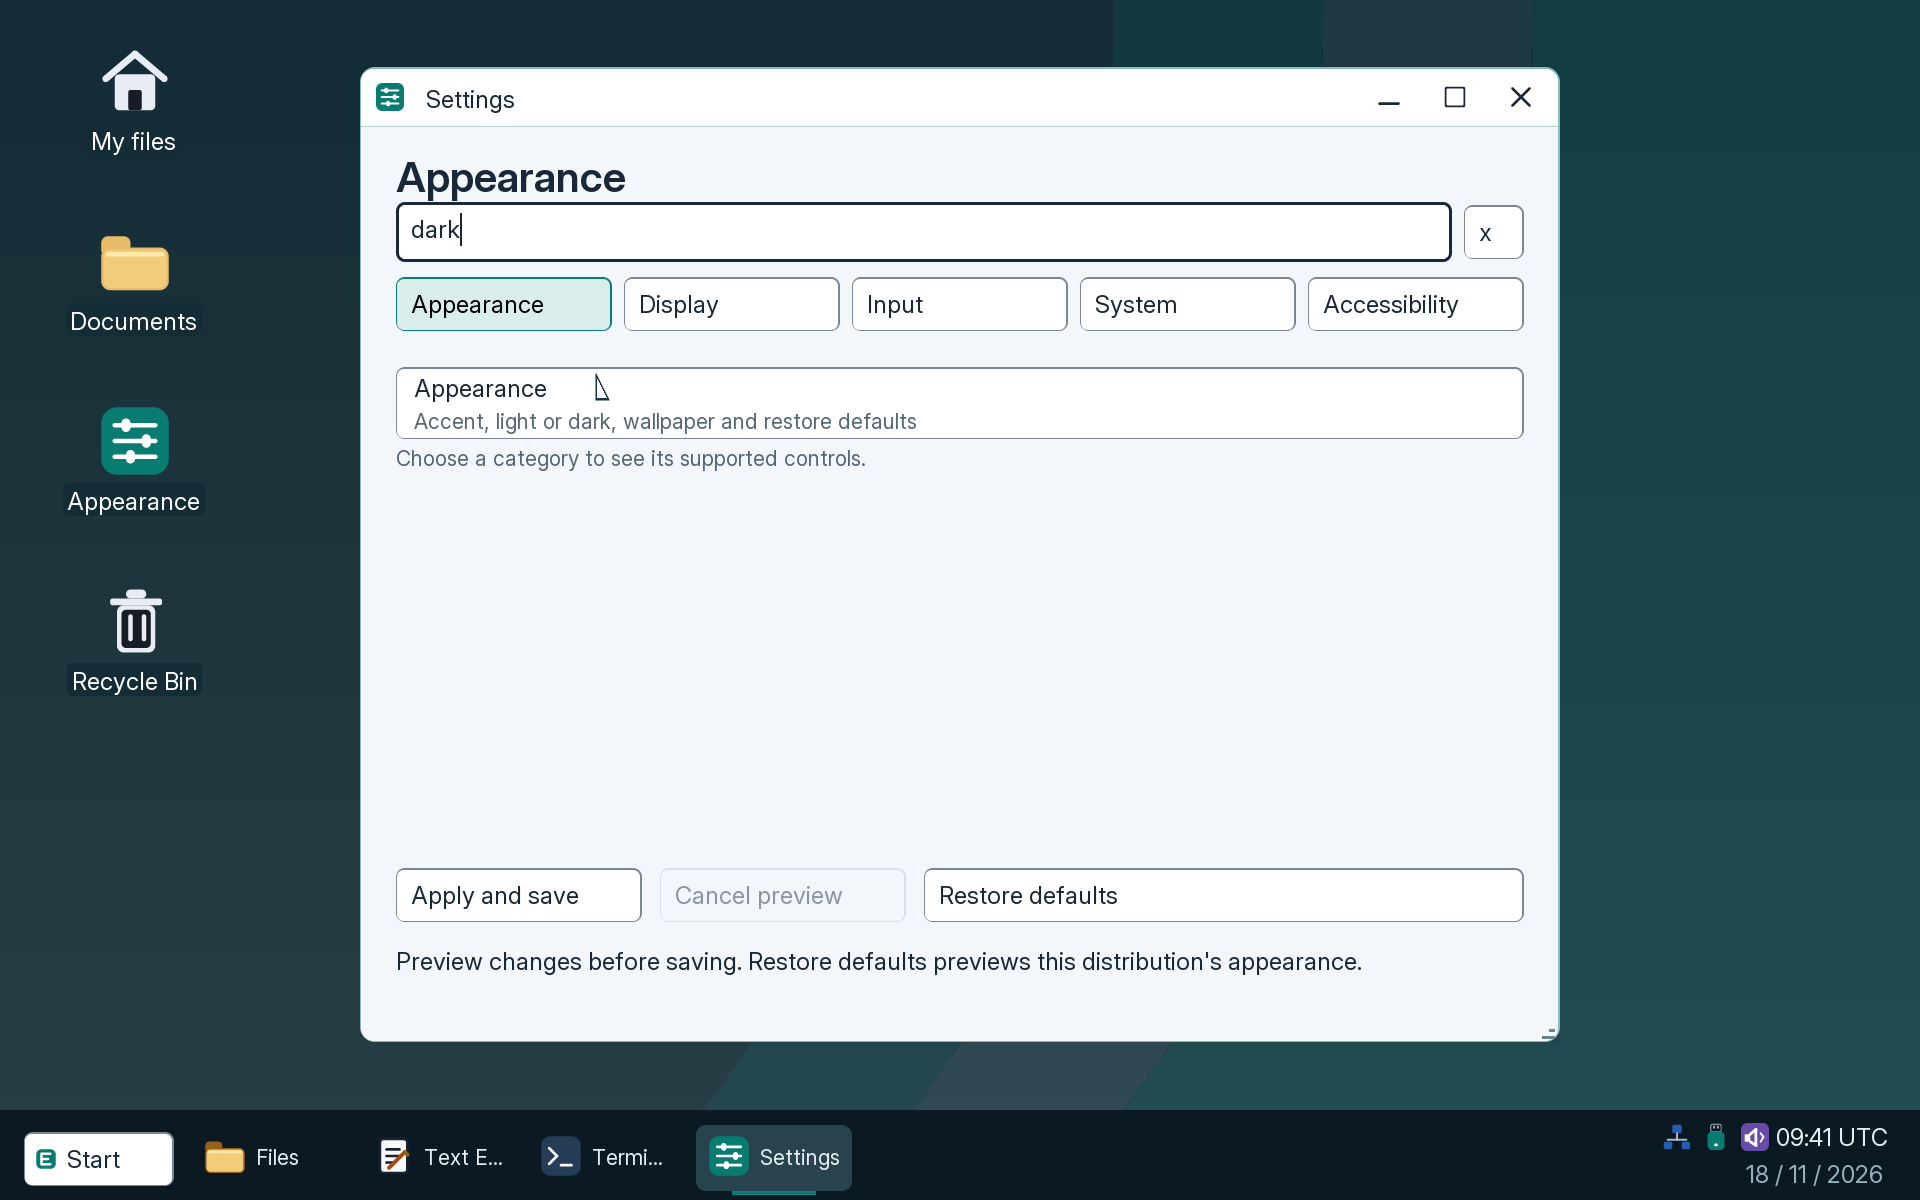 My files
Documents
Appearance
Recycle Bin
Settings
Appearance
dark
x
Appearance
Display
Input
System
Accessibility
Appearance
Accent, light or dark, wallpaper and restore defaults
Choose a category to see its supported controls.
Apply and save
Cancel preview
Restore defaults
Preview changes before saving. Restore defaults previews this distribution's appearance.
Start
Files
Text E...
Termi...
Settings
09:41 UTC
18 / 11 / 2026